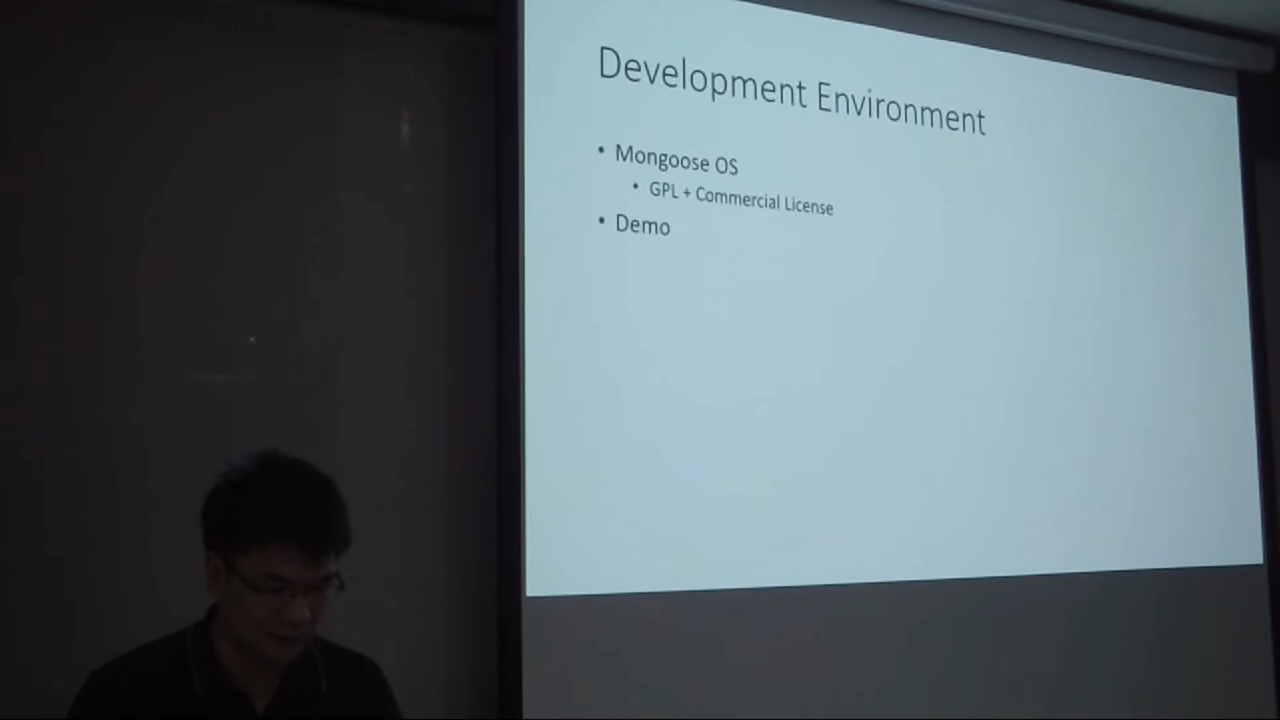 Development Environment
• Mongoose OS
• GPL + Commercial License
• Demo